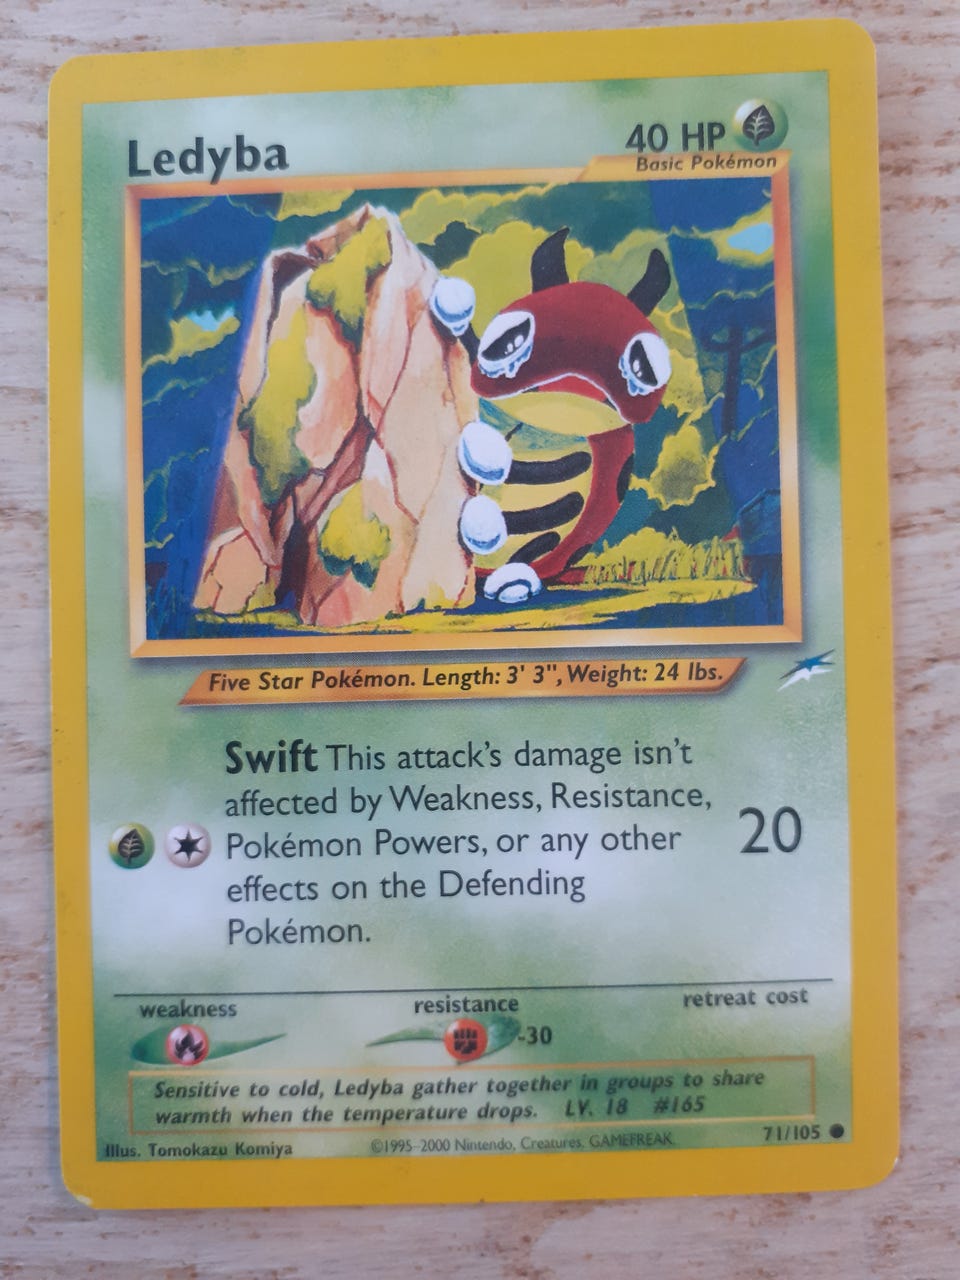 Ledyba
40 HP
Basic Pokémon
Five Star Pokémon. Length: 3' 3", Weight: 24 lbs.
Swift This attack's damage isn't
affected by Weakness, Resistance,
Pokémon Powers, or any other
effects on the Defending
Pokémon.
20
weakness
resistance
-30
retreat cost
Sensitive to cold, Ledyba gather together in groups to share
warmth when the temperature drops. LV. 18 #165
Illus. Tomokazu Komiya
©1995-2000 Nintendo, Creatures, GAMEFREAK.
71/105